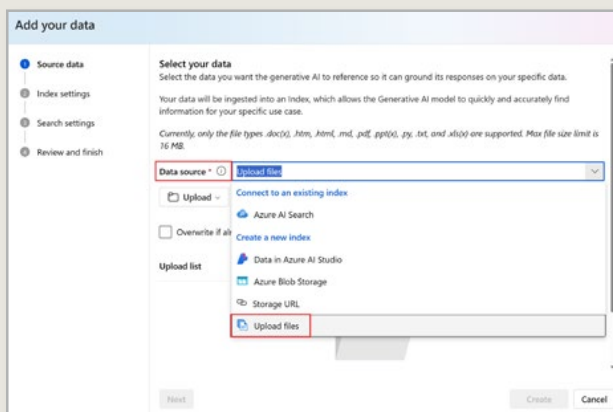 Add your data
Source data
Index settings
Search settings
Review and finish
Select your data
Select the data you want the generative AI to reference so it can ground its responses on your specific data.
Your data will be ingested into an Index, which allows the Generative AI model to quickly and accurately find
information for your specific use case.
Currently, only the file types .doc(x), .htm, .html, .md, .pdf, .ppt(x), .py, .txt, and .xls(x) are supported. Max file size limit is
16 MB.
Data source * Upload files
Upload
Connect to an existing index
Azure AI Search
Overwrite if al
Create a new index
Upload list
Data in Azure AI Studio
Azure Blob Storage
Storage URL
Upload files
Next Create Cancel